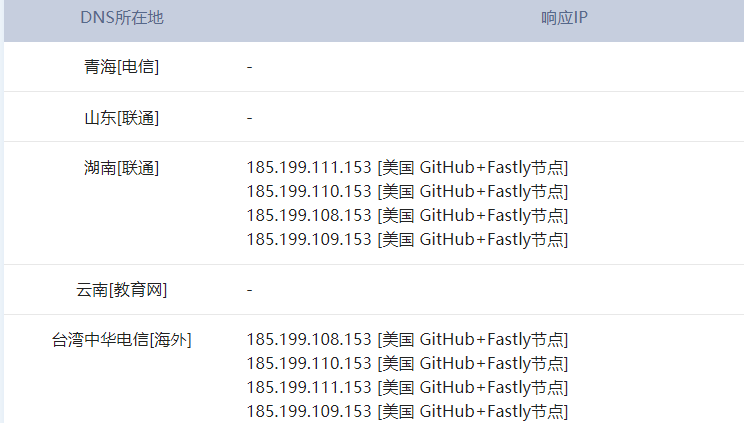 DNS所在地 响应IP
青海[电信] -
山东[联通] -
湖南[联通] 185.199.111.153 [美国 GitHub+Fastly节点]
185.199.110.153 [美国 GitHub+Fastly节点]
185.199.108.153 [美国 GitHub+Fastly节点]
185.199.109.153 [美国 GitHub+Fastly节点]
云南[教育网] -
台湾中华电信[海外] 185.199.108.153 [美国 GitHub+Fastly节点]
185.199.110.153 [美国 GitHub+Fastly节点]
185.199.111.153 [美国 GitHub+Fastly节点]
185.199.109.153 [美国 GitHub+Fastly节点]